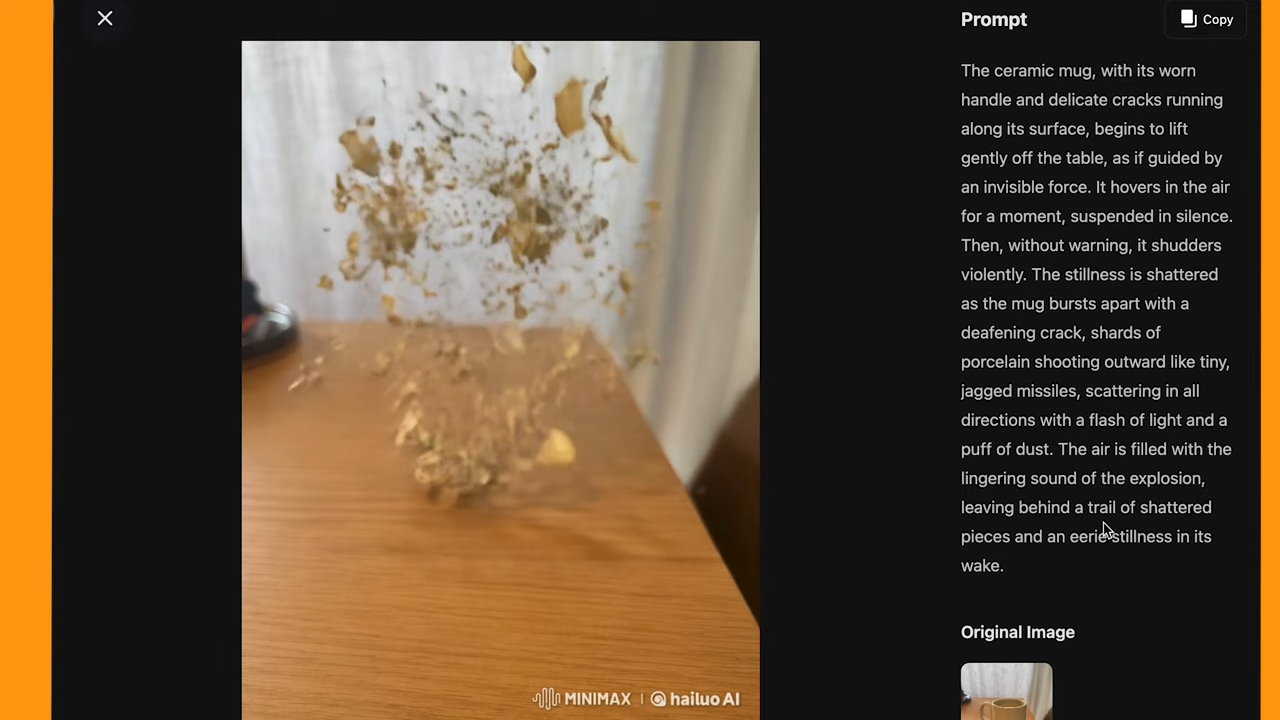 Prompt
Copy
The ceramic mug, with its worn
handle and delicate cracks running
along its surface, begins to lift
gently off the table, as if guided by
an invisible force. It hovers in the air
for a moment, suspended in silence.
Then, without warning, it shudders
violently. The stillness is shattered
as the mug bursts apart with a
deafening crack, shards of
porcelain shooting outward like tiny,
jagged missiles, scattering in all
directions with a flash of light and a
puff of dust. The air is filled with the
lingering sound of the explosion,
leaving behind a trail of shattered
pieces and an eerie stillness in its
wake.
Original Image
MINIMAX | hailuo AI